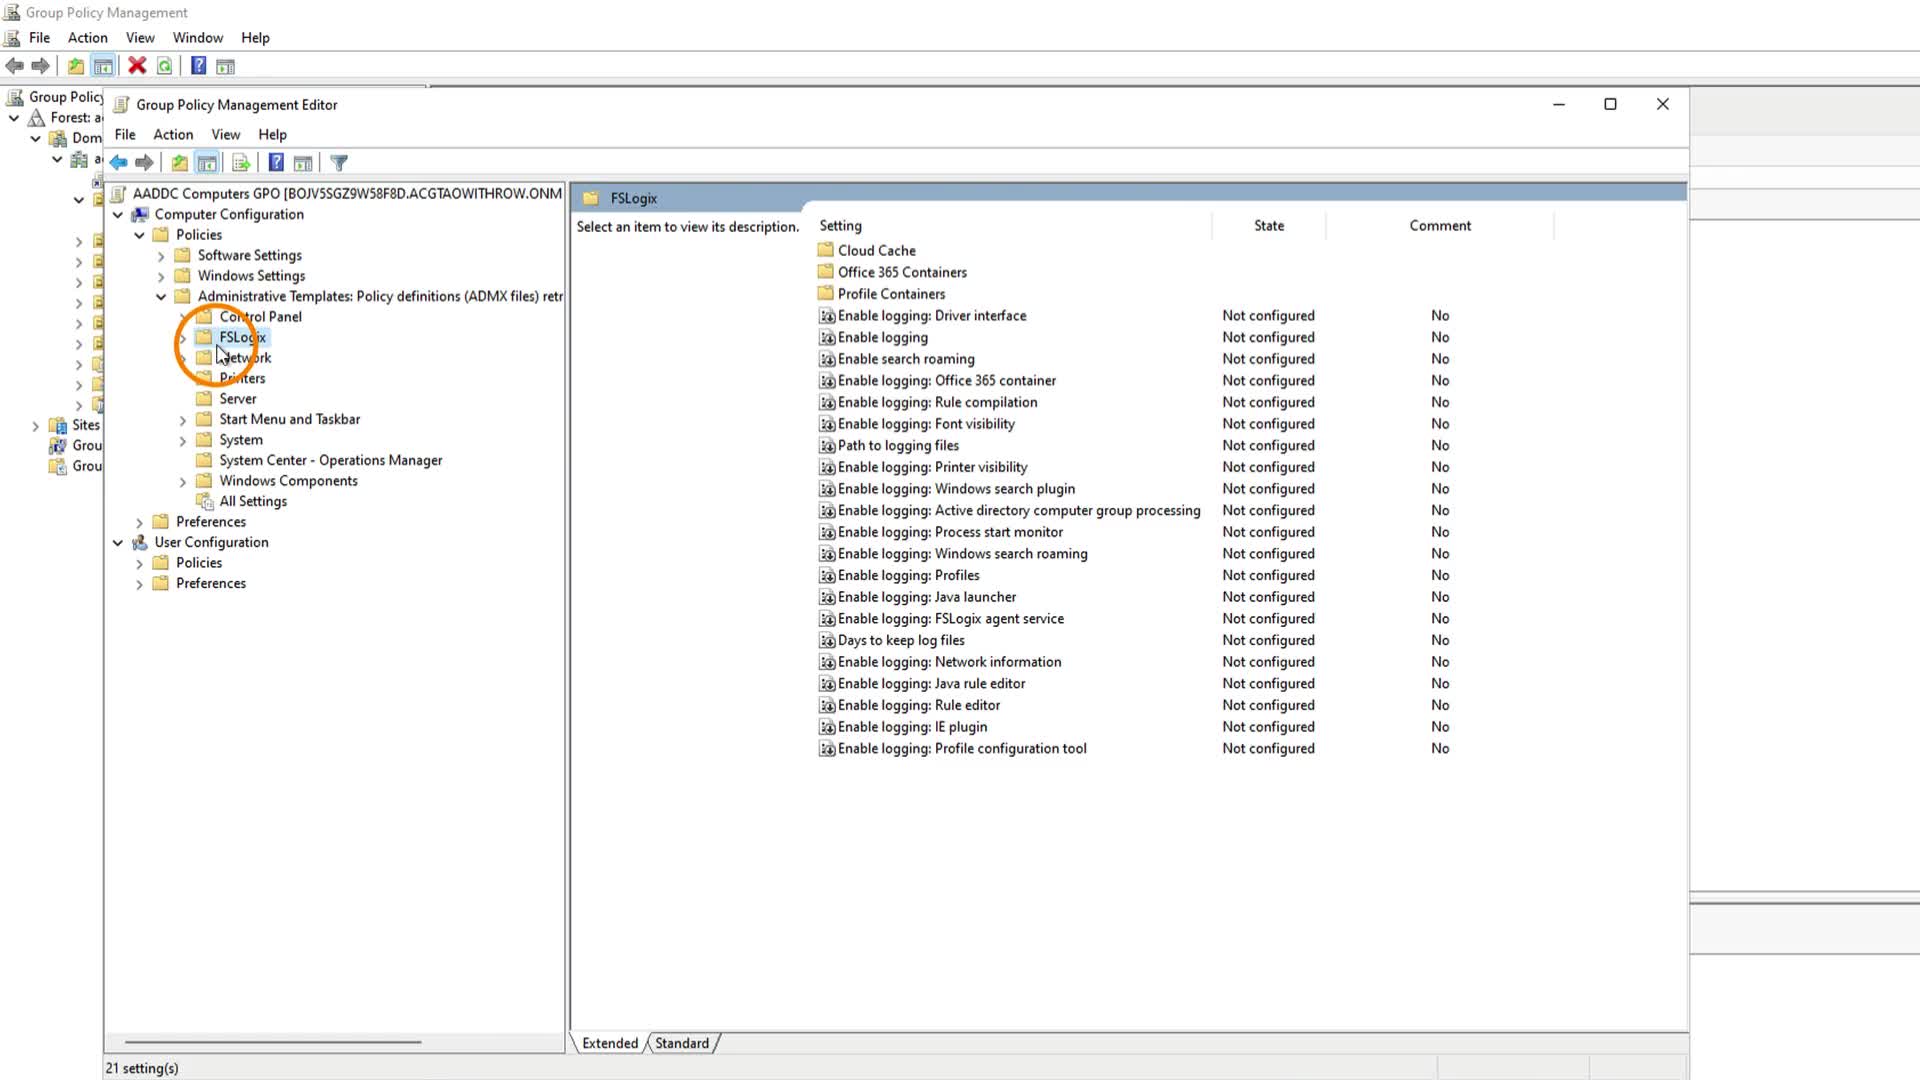 Group Policy Management
File Action View Window Help
Group Policy
Forest: a
Dom
a
Sites
Grou
Grou
Group Policy Management Editor
File Action View Help
AADDC Computers GPO [BOJV5SGZ9W58F8D.ACGTAOWITHROW.ONM
Computer Configuration
Policies
Software Settings
Windows Settings
Administrative Templates: Policy definitions (ADMX files) retr
Control Panel
FSLogix
Network
Printers
Server
Start Menu and Taskbar
System
System Center - Operations Manager
Windows Components
All Settings
Preferences
User Configuration
Policies
Preferences
FSLogix
Select an item to view its description.
Setting State Comment
Cloud Cache
Office 365 Containers
Profile Containers
Enable logging: Driver interface Not configured No
Enable logging Not configured No
Enable search roaming Not configured No
Enable logging: Office 365 container Not configured No
Enable logging: Rule compilation Not configured No
Enable logging: Font visibility Not configured No
Path to logging files Not configured No
Enable logging: Printer visibility Not configured No
Enable logging: Windows search plugin Not configured No
Enable logging: Active directory computer group processing Not configured No
Enable logging: Process start monitor Not configured No
Enable logging: Windows search roaming Not configured No
Enable logging: Profiles Not configured No
Enable logging: Java launcher Not configured No
Enable logging: FSLogix agent service Not configured No
Days to keep log files Not configured No
Enable logging: Network information Not configured No
Enable logging: Java rule editor Not configured No
Enable logging: Rule editor Not configured No
Enable logging: IE plugin Not configured No
Enable logging: Profile configuration tool Not configured No
Extended Standard
21 setting(s)